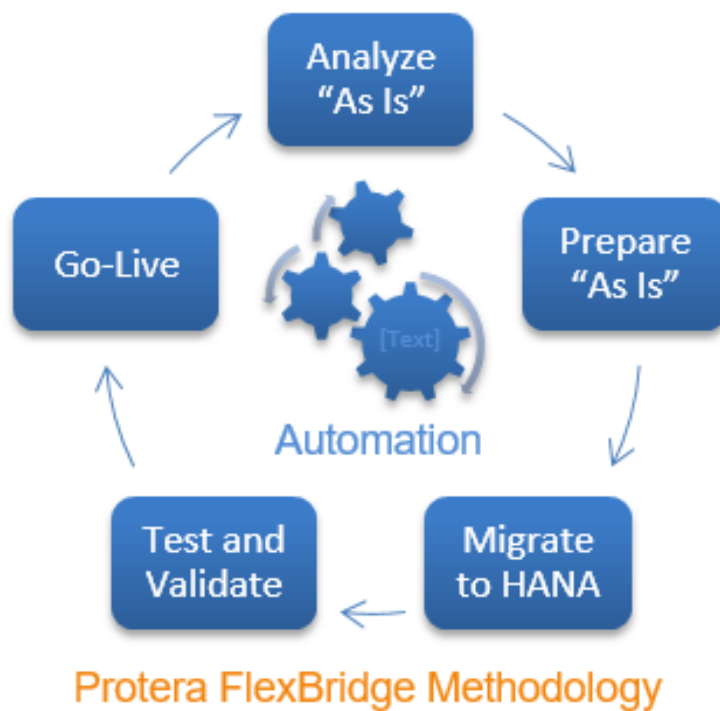 Analyze
“As Is”
Prepare
“As Is”
Migrate
to HANA
Test and
Validate
Go-Live
[Text]
Automation
Protera FlexBridge Methodology